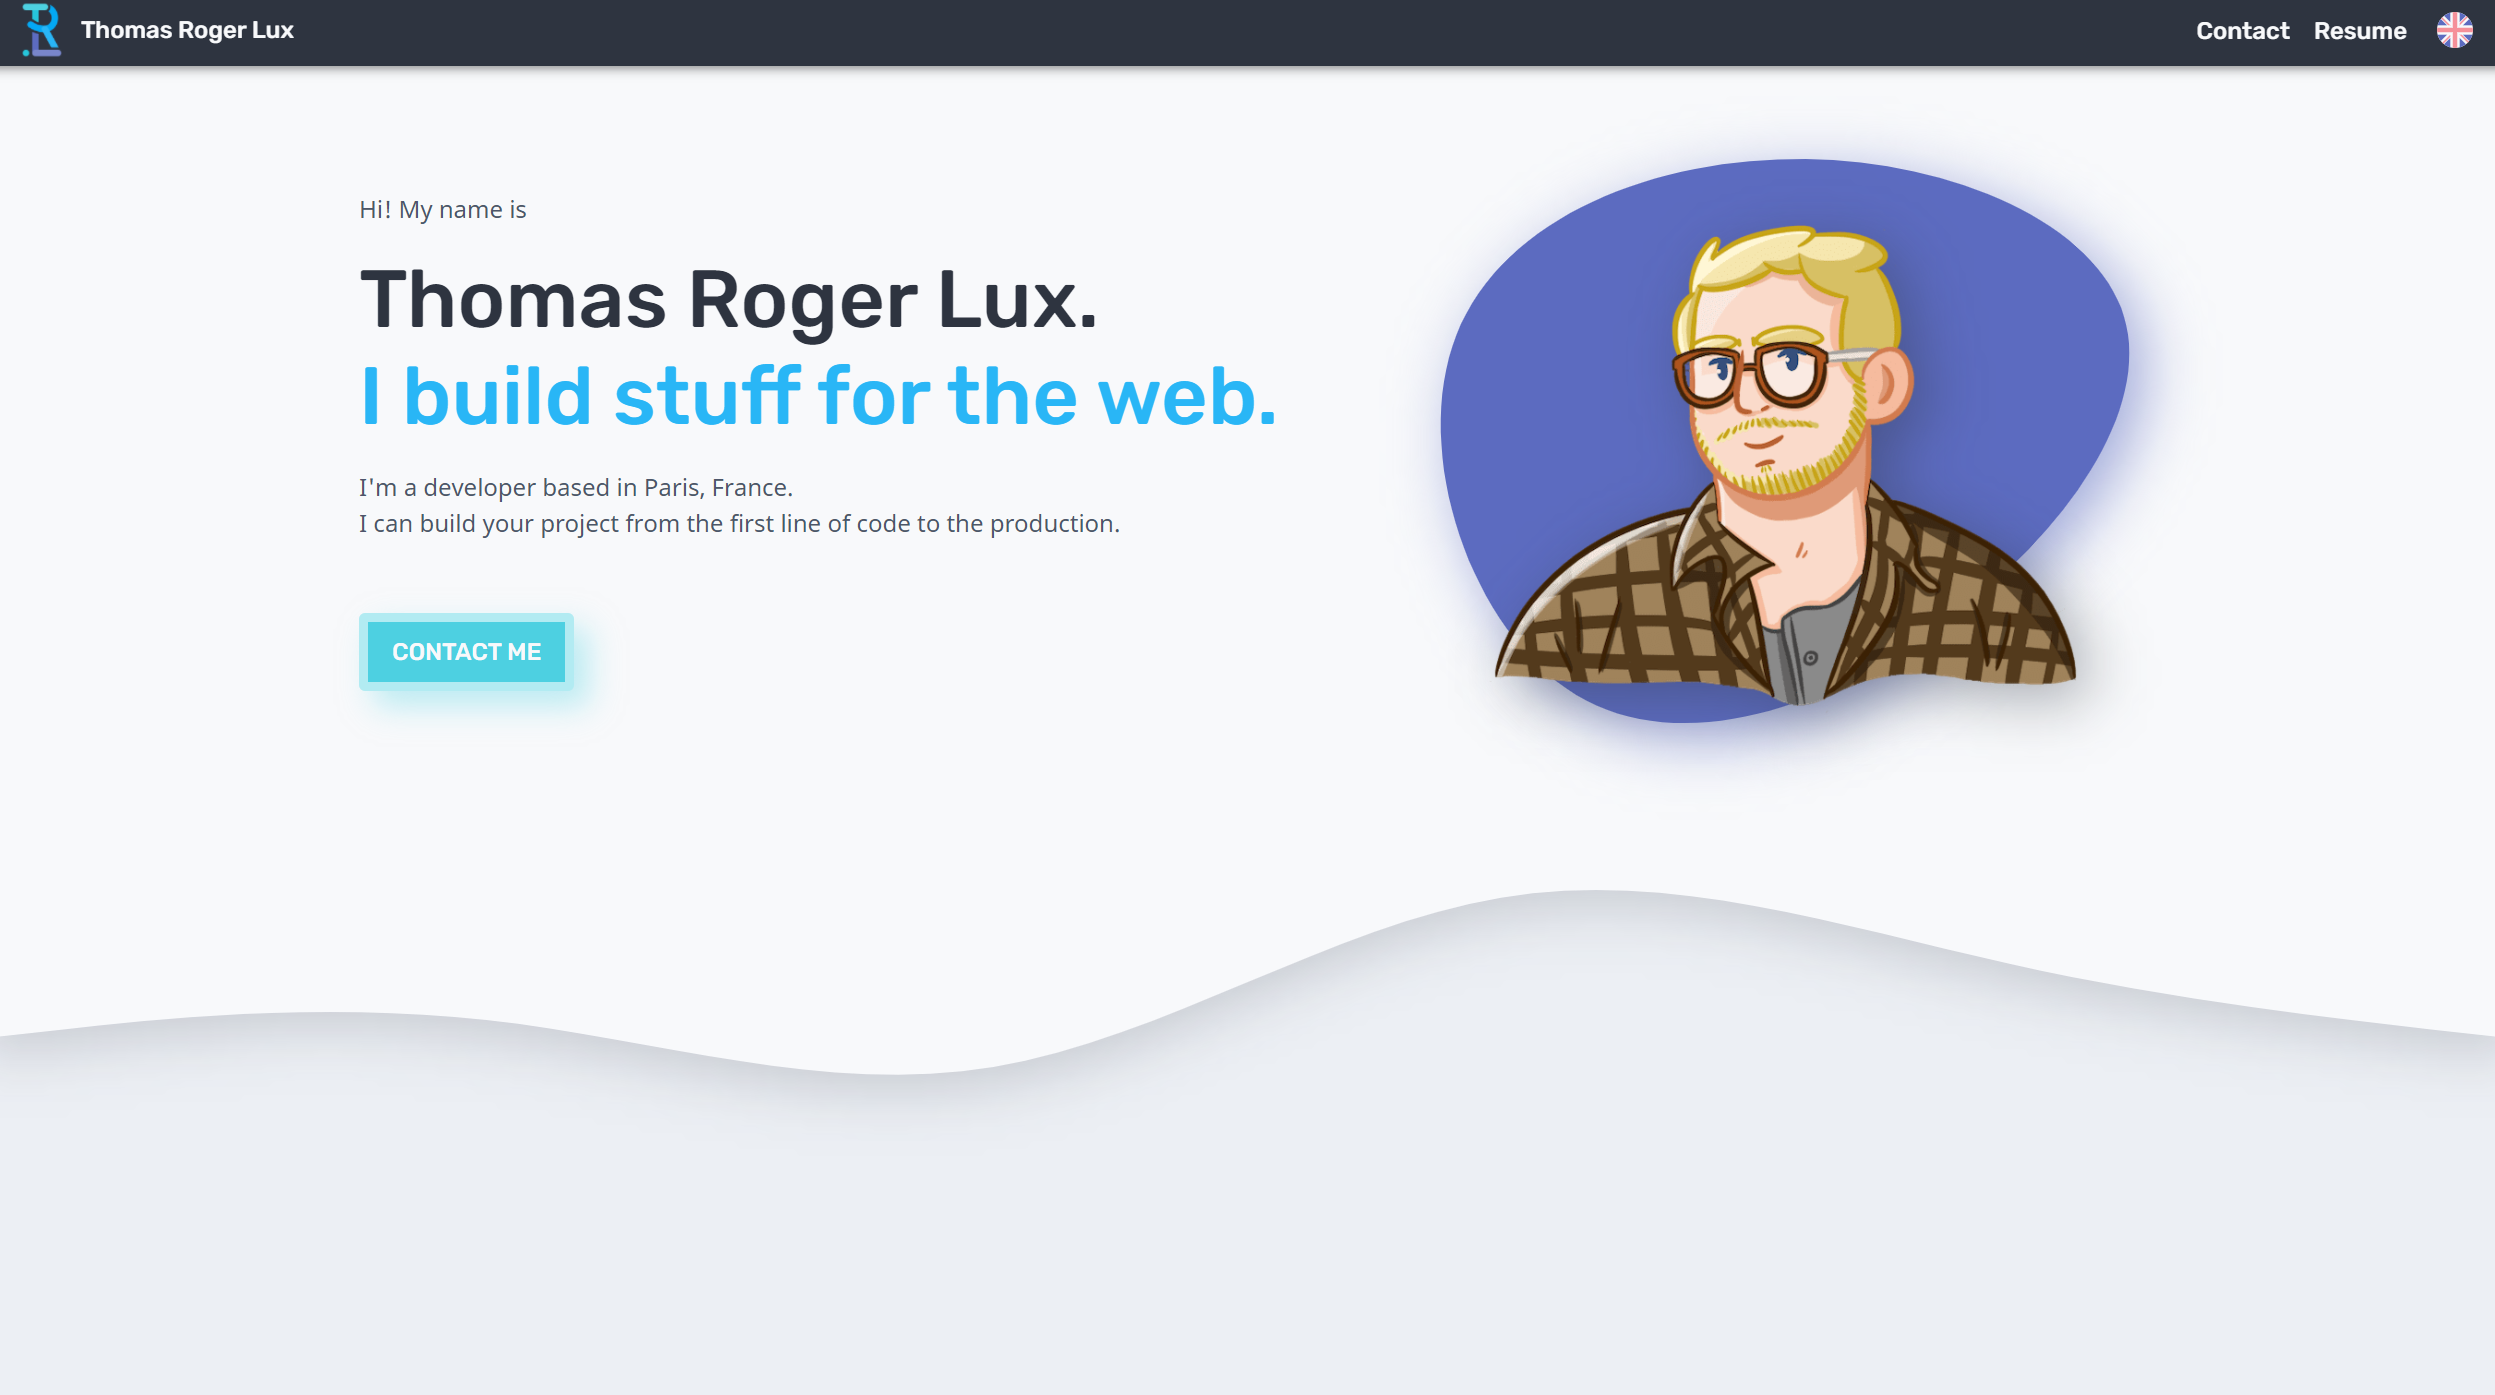 Thomas Roger Lux
Contact Resume
Hi! My name is
Thomas Roger Lux.
I build stuff for the web.
I'm a developer based in Paris, France.
I can build your project from the first line of code to the production.
CONTACT ME